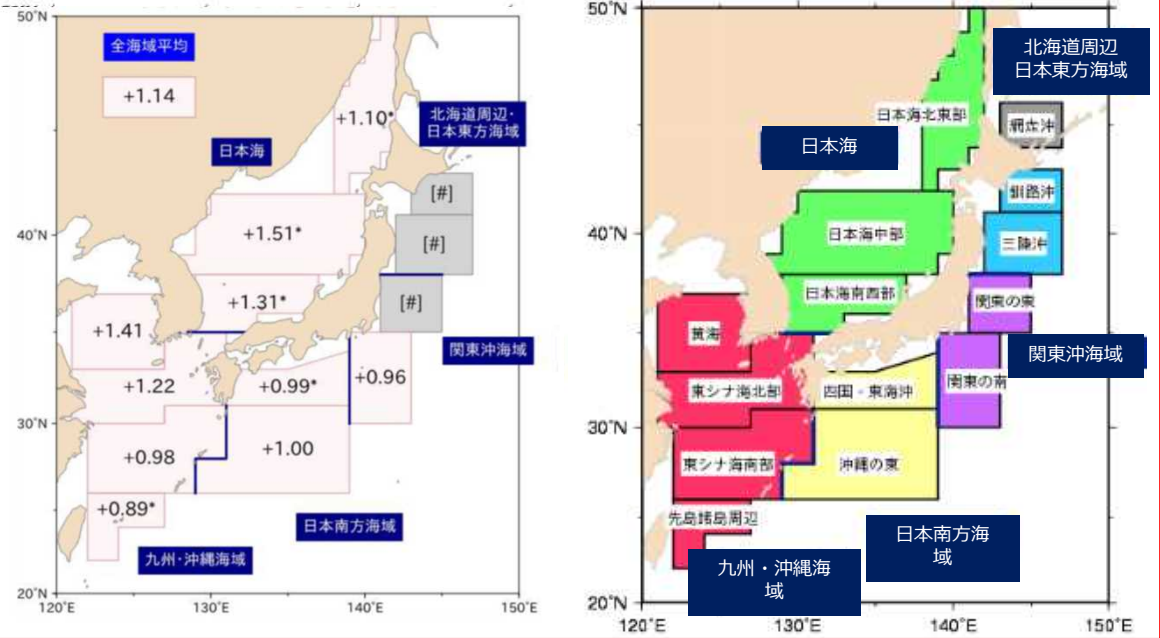 50°N
全海域平均
+1.14
+1.10*
北海道周辺・
日本東方海域
日本海
[#]
+1.51*
40°N
[#]
+1.31*
[#]
+1.41
関東沖海域
+1.22
+0.99*
+0.96
30°N
+0.98
+1.00
+0.89*
日本南方海域
九州・沖縄海域
20°N
120°E
130°E
140°E
150°E
50°N
北海道周辺
日本東方海域
日本海北東部
網走沖
日本海
釧路沖
40°N
日本海中部
三陸沖
日本海南西部
関東の東
黄海
関東沖海域
東シナ海北部
四国・東海沖
関東の南
30°N
東シナ海南部
沖縄の東
先島諸島周辺
日本南方海
域
九州・沖縄海
域
20°N
120°E
130°E
140°E
150°E